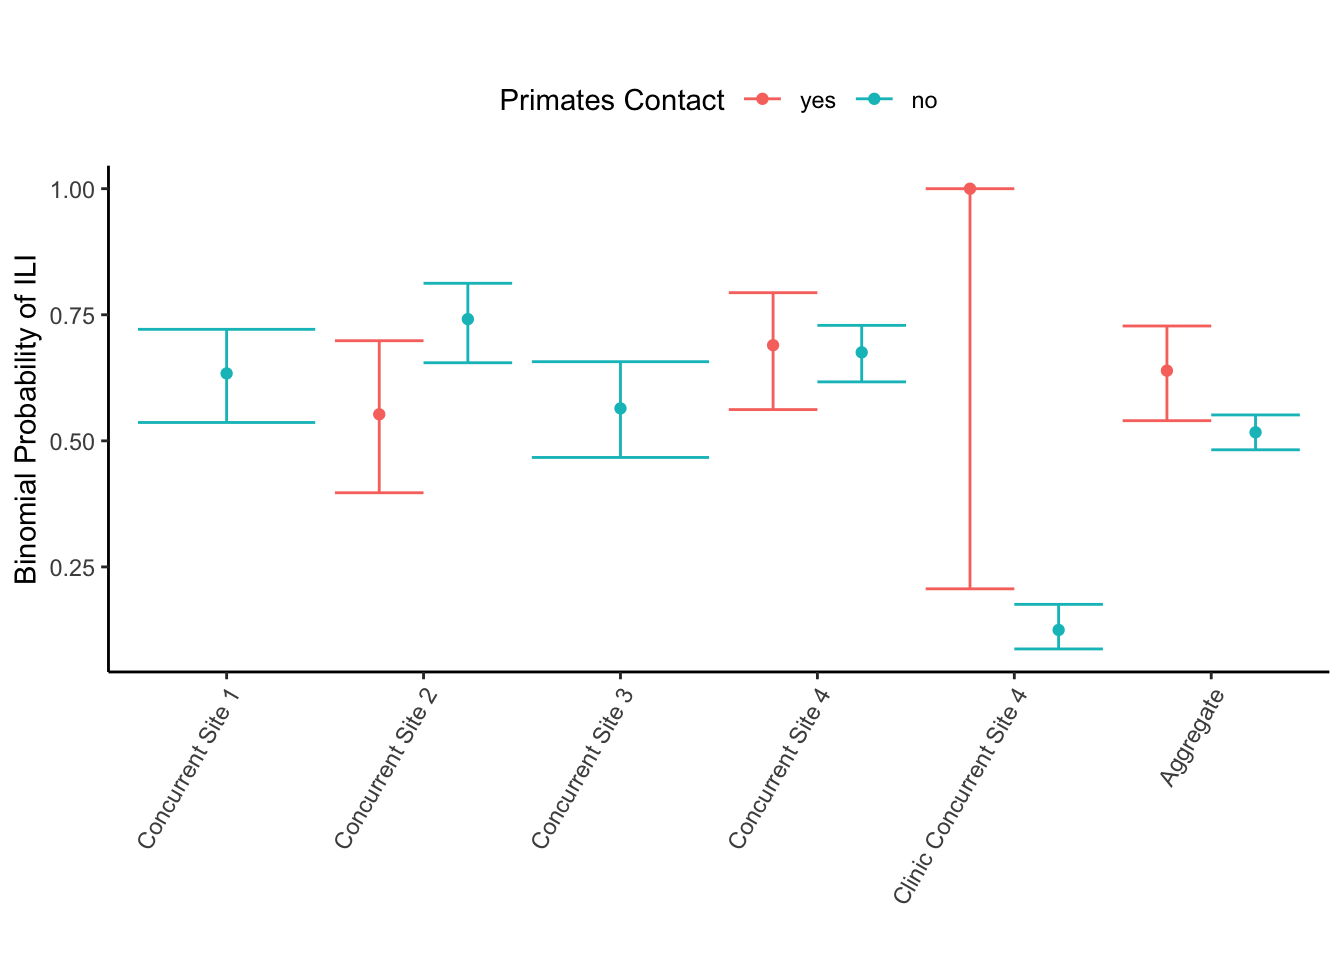 Primates Contact yes no
Binomial Probability of ILI
1.00
0.75
0.50
0.25
Concurrent Site 1
Concurrent Site 2
Concurrent Site 3
Concurrent Site 4
Clinic Concurrent Site 4
Aggregate